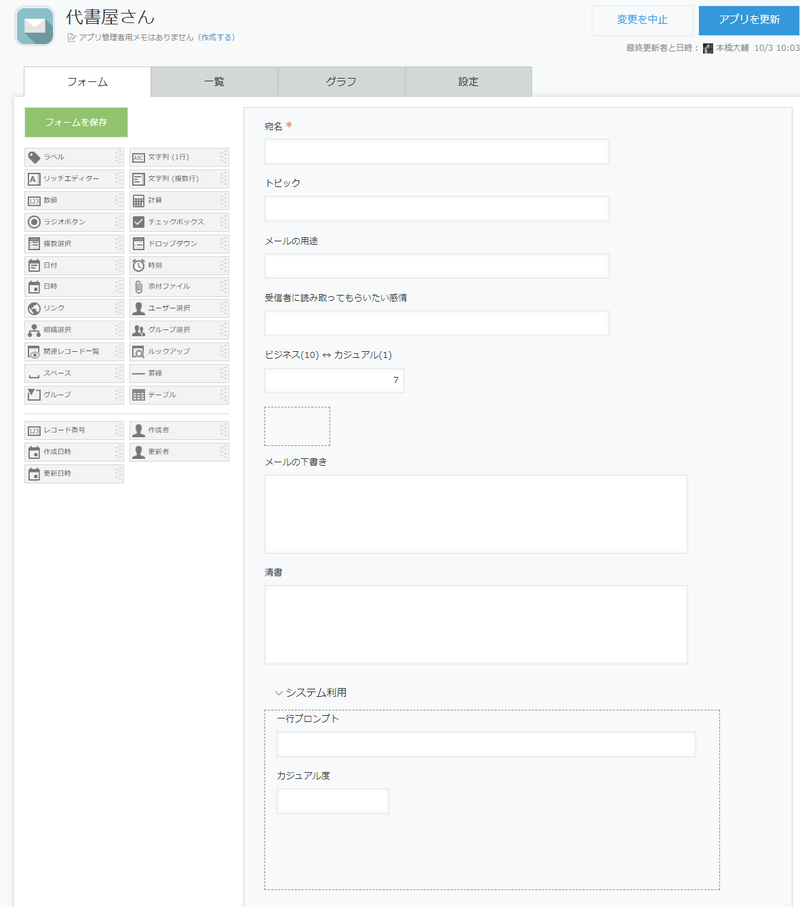 代書屋さん
アプリ管理者用メモはありません（作成する）
変更を中止
アプリを更新
最終更新者と日時： 本橋大輔 10/3 10:03
フォーム
一覧
グラフ
設定
フォームを保存
ラベル
文字列 (1行)
リッチエディター
文字列 (複数行)
数値
計算
ラジオボタン
チェックボックス
複数選択
ドロップダウン
日付
時刻
日時
添付ファイル
リンク
ユーザー選択
組織選択
グループ選択
関連レコード一覧
ルックアップ
スペース
罫線
グループ
テーブル
レコード番号
作成者
作成日時
更新者
更新日時
宛名 *
トピック
メールの用途
受信者に読み取ってもらいたい感情
ビジネス(10) ⇔ カジュアル(1)
7
メールの下書き
清書
システム利用
一行プロンプト
カジュアル度